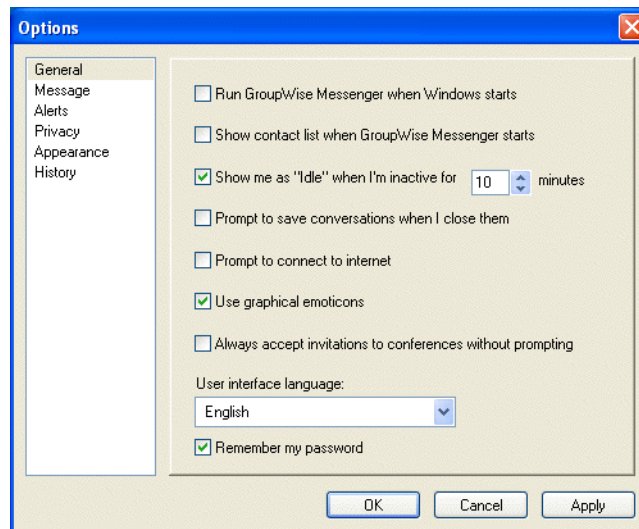 Options
General
Message
Alerts
Privacy
Appearance
History
Run GroupWise Messenger when Windows starts
Show contact list when GroupWise Messenger starts
Show me as "Idle" when I'm inactive for 10 minutes
Prompt to save conversations when I close them
Prompt to connect to internet
Use graphical emoticons
Always accept invitations to conferences without prompting
User interface language:
English
Remember my password
OK Cancel Apply